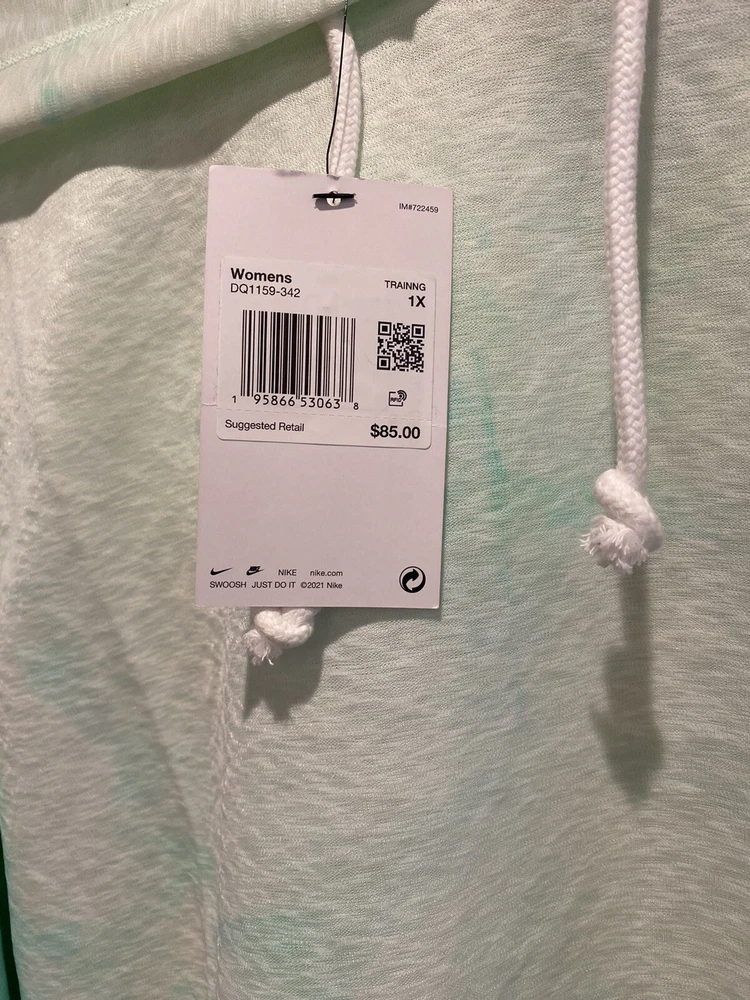 IM#722459
Womens
DQ1159-342
TRAINNG
1X
1 95866 53063 8
RFID
Suggested Retail
$85.00
NIKE nike.com
SWOOSH JUST DO IT ©2021 Nike